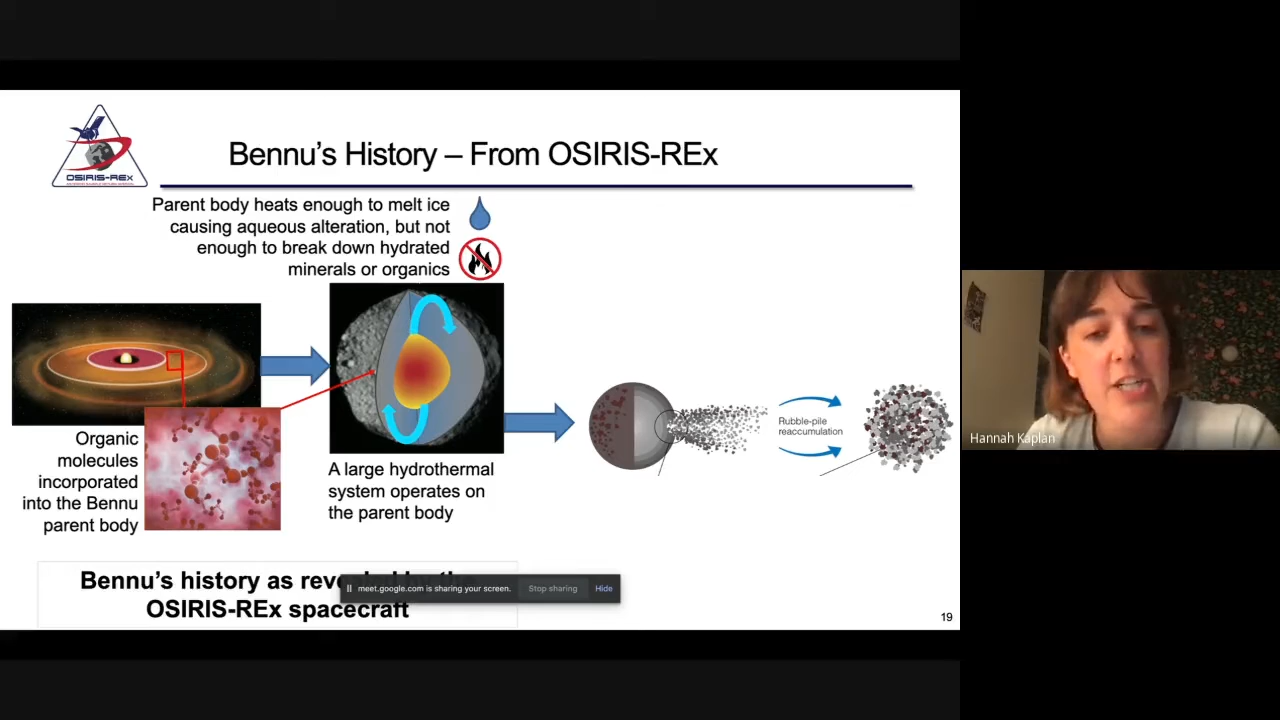 OSIRIS-REx
Bennu's History – From OSIRIS-REx
Parent body heats enough to melt ice
causing aqueous alteration, but not
enough to break down hydrated
minerals or organics
Organic
molecules
incorporated
into the Bennu
parent body
A large hydrothermal
system operates on
the parent body
Rubble-pile
reaccumulation
Hannah Kaplan
Bennu's history as revealed by the
OSIRIS-REx spacecraft
meet.google.com is sharing your screen. Stop sharing Hide
19